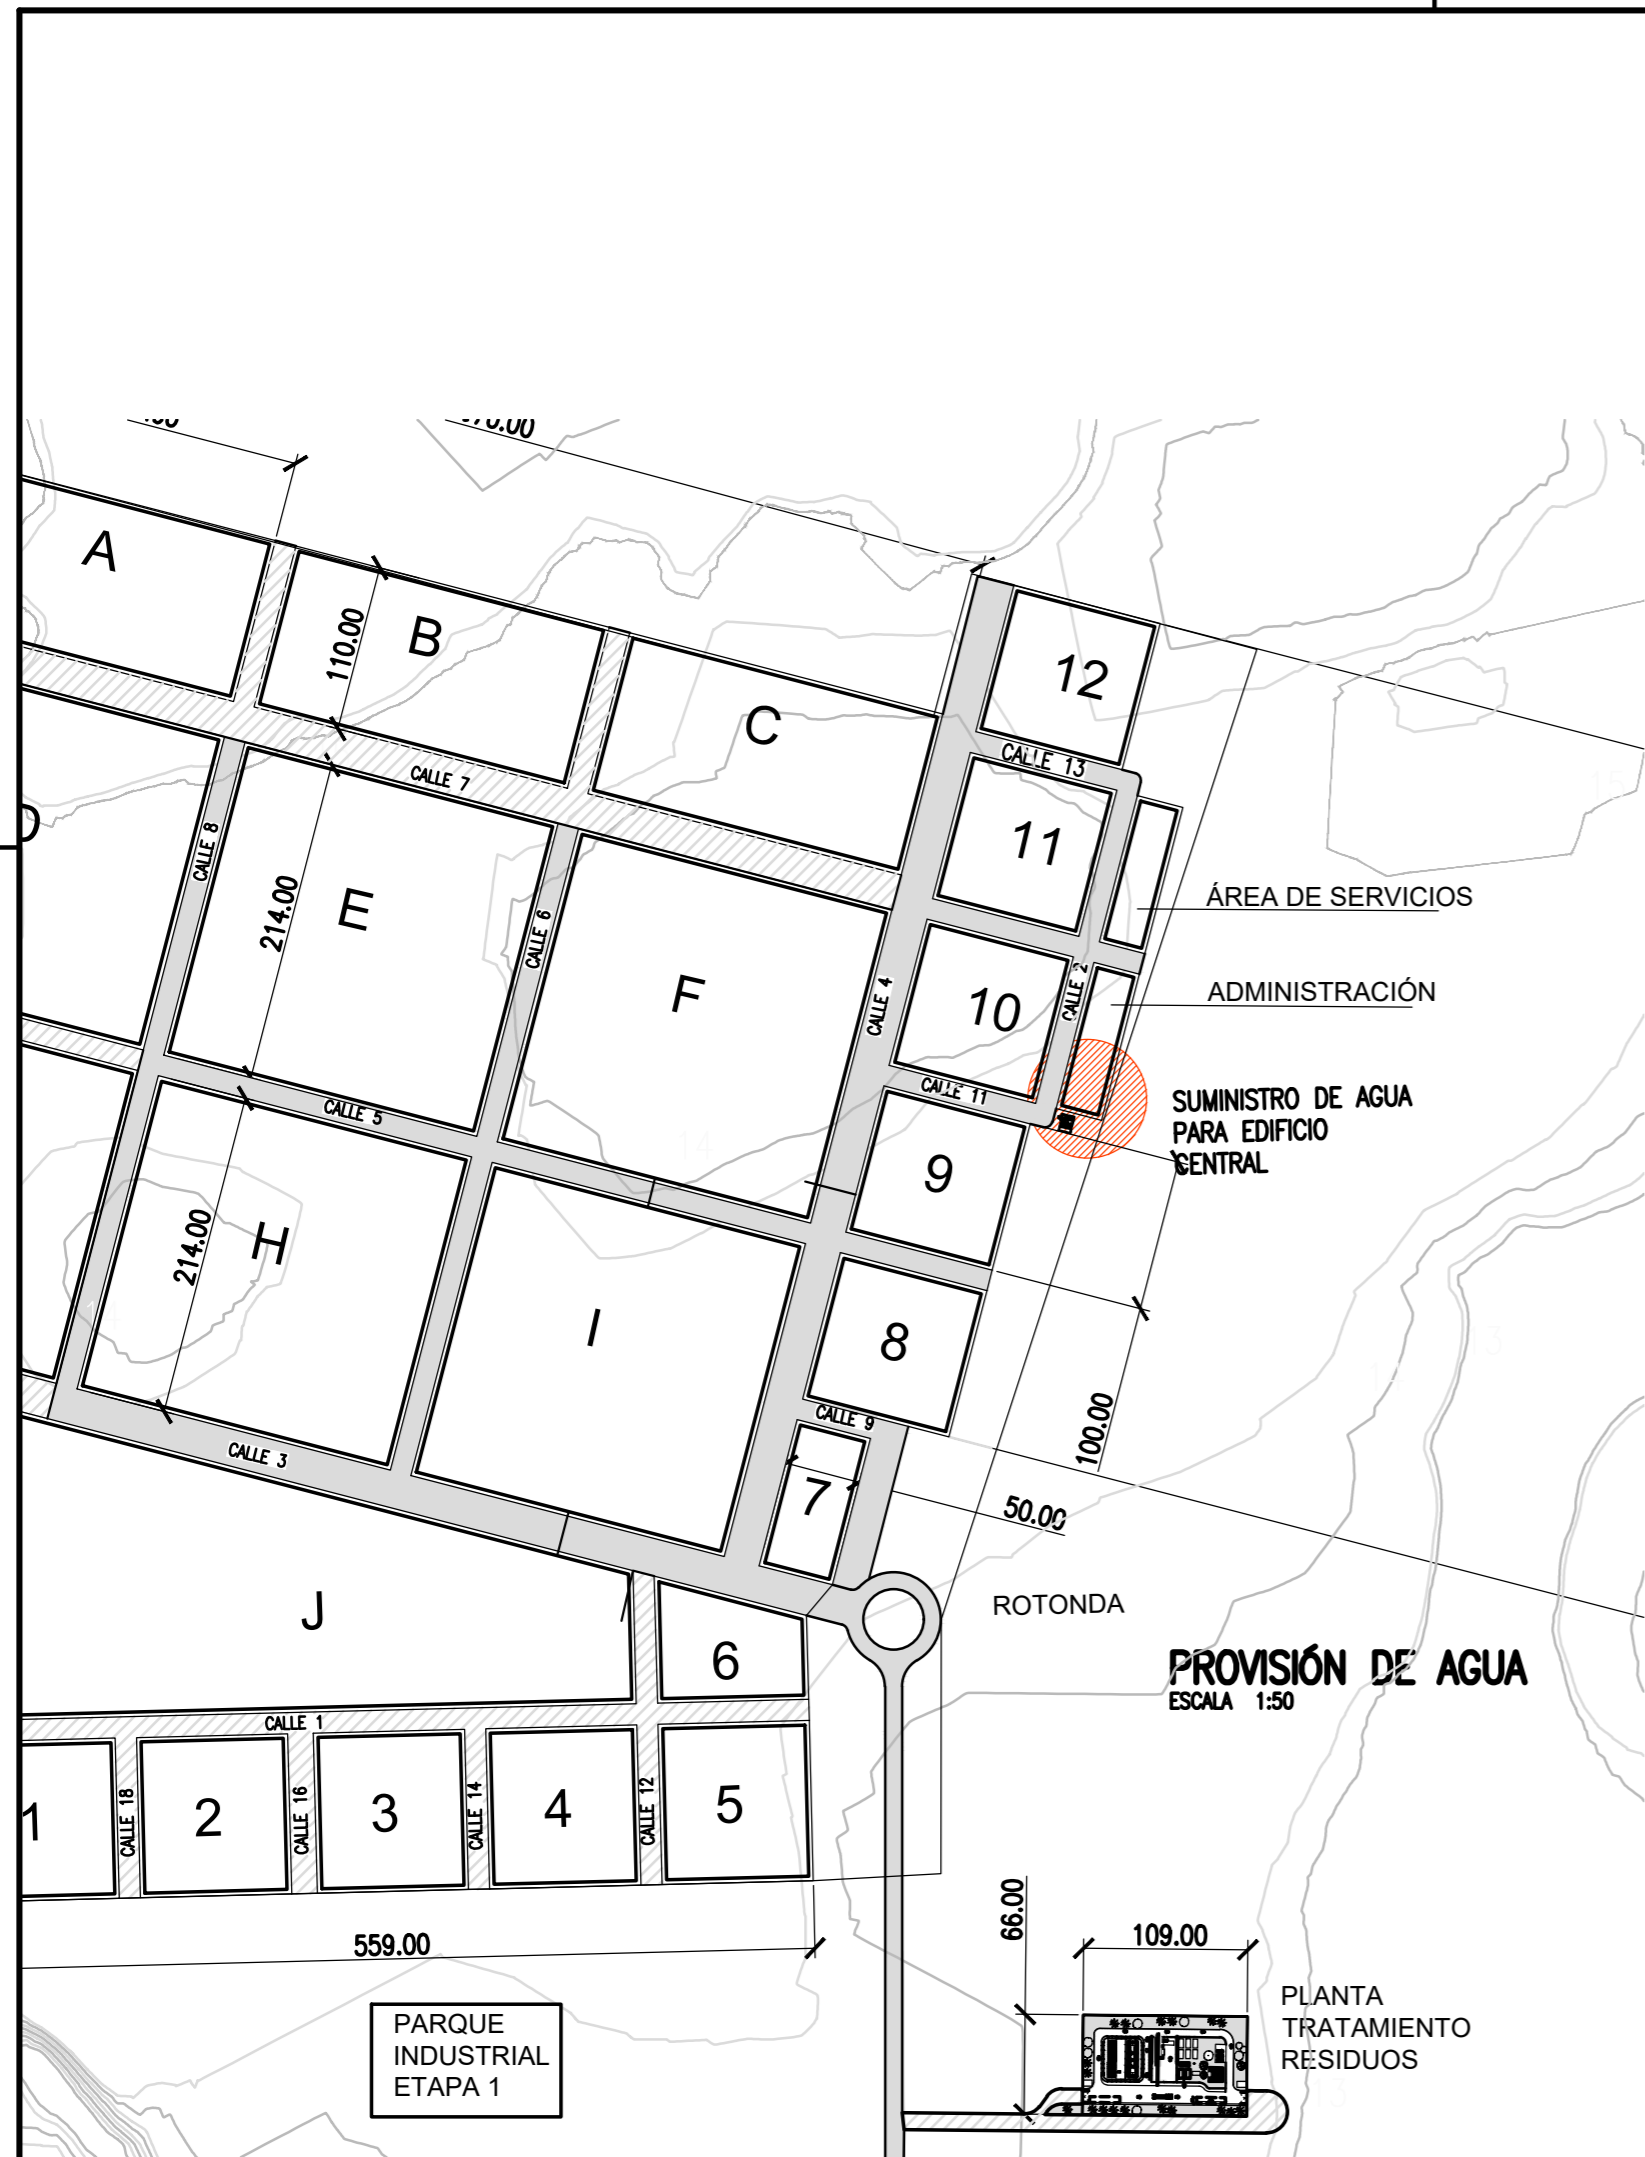 A
B
110.00
12
C
CALLE 13
CALLE 7
D
CALLE 8
11
E
214.00
ÁREA DE SERVICIOS
CALLE 6
F
CALLE 4
10
CALLE 2
ADMINISTRACIÓN
CALLE 5
CALLE 11
SUMINISTRO DE AGUA
PARA EDIFICIO
CENTRAL
14
9
H
214.00
I
8
13
CALLE 9
CALLE 3
7
100.00
50.00
J
ROTONDA
6
PROVISIÓN DE AGUA
ESCALA 1:50
CALLE 1
1
CALLE 18
2
CALLE 16
3
CALLE 14
4
CALLE 12
5
559.00
66.00
109.00
PARQUE
INDUSTRIAL
ETAPA 1
PLANTA
TRATAMIENTO
RESIDUOS
13